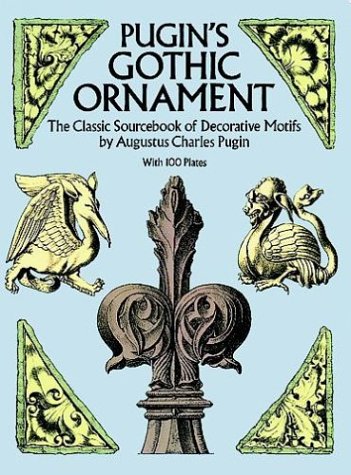 PUGIN'S
GOTHIC
ORNAMENT
The Classic Sourcebook of Decorative Motifs
by Augustus Charles Pugin
With 100 Plates